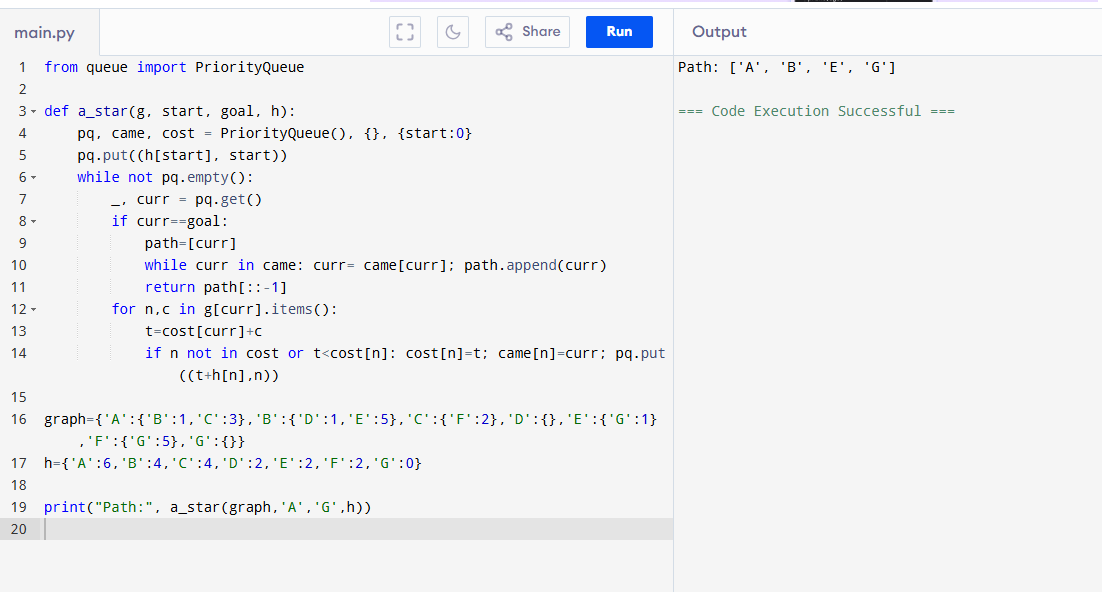 main.py
Share
Run
Output
1 from queue import PriorityQueue
2
3 def a_star(g, start, goal, h):
4     pq, came, cost = PriorityQueue(), {}, {start:0}
5     pq.put((h[start], start))
6     while not pq.empty():
7         _, curr = pq.get()
8         if curr==goal:
9             path=[curr]
10             while curr in came: curr= came[curr]; path.append(curr)
11             return path[::-1]
12         for n,c in g[curr].items():
13             t=cost[curr]+c
14             if n not in cost or t<cost[n]: cost[n]=t; came[n]=curr; pq.put
                ((t+h[n],n))
15
16 graph={'A':{'B':1,'C':3},'B':{'D':1,'E':5},'C':{'F':2},'D':{},'E':{'G':1}
    ,'F':{'G':5},'G':{}}
17 h={'A':6,'B':4,'C':4,'D':2,'E':2,'F':2,'G':0}
18
19 print("Path:", a_star(graph,'A','G',h))
20
Path: ['A', 'B', 'E', 'G']
=== Code Execution Successful ===